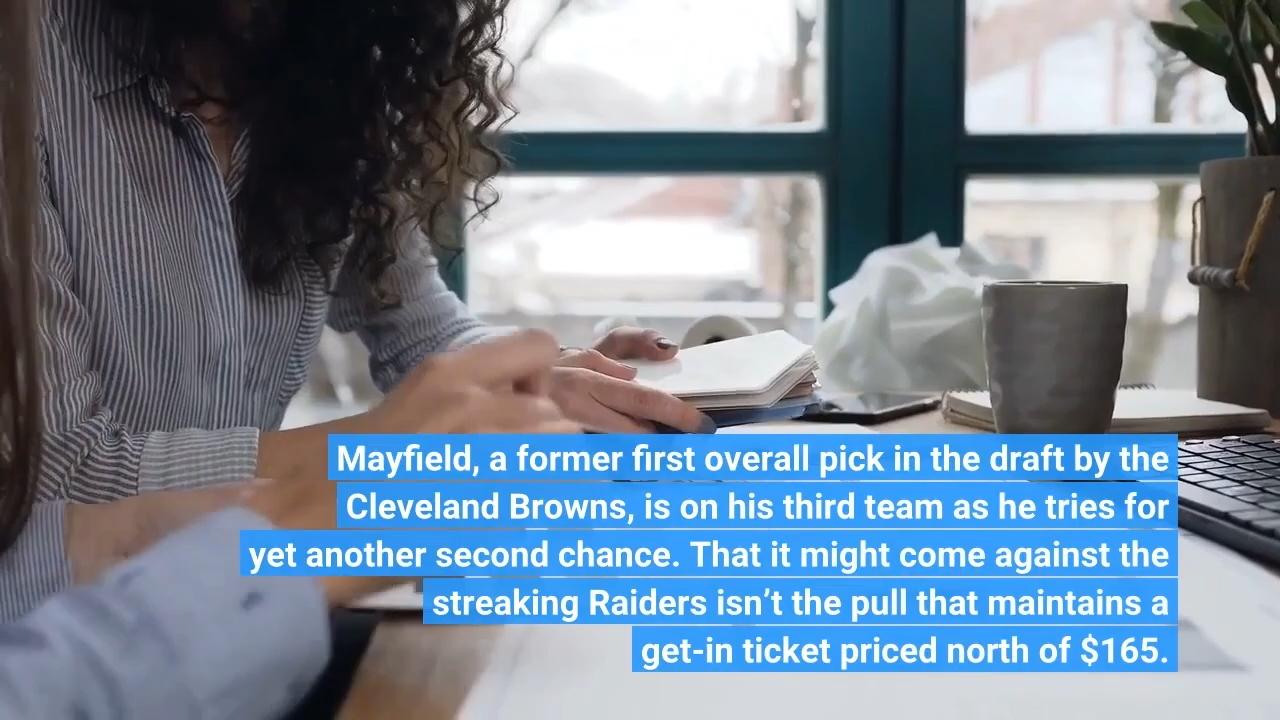 Mayfield, a former first overall pick in the draft by the
Cleveland Browns, is on his third team as he tries for
yet another second chance. That it might come against the
streaking Raiders isn’t the pull that maintains a
get-in ticket priced north of $165.